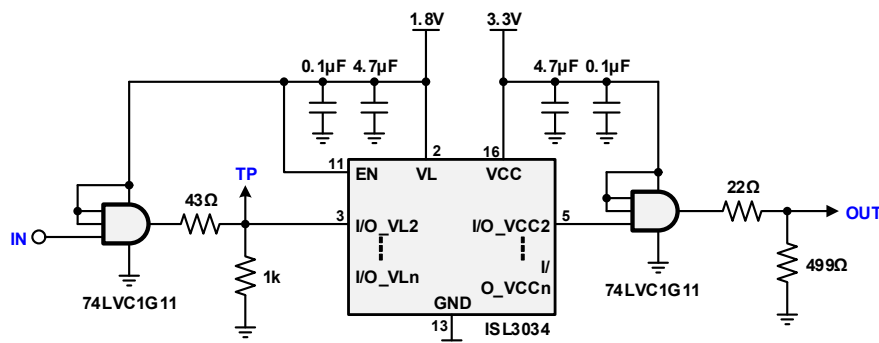 1.8V 3.3V
0.1µF 4.7µF 4.7µF 0.1µF
2 16
11 EN VL VCC
TP
43Ω 22Ω
3 I/O_VL2 I/O_VCC2 5
IN OUT
I/O_VLn I/
O_VCCn
1k 499Ω
74LVC1G11 GND 74LVC1G11
13 ISL3034